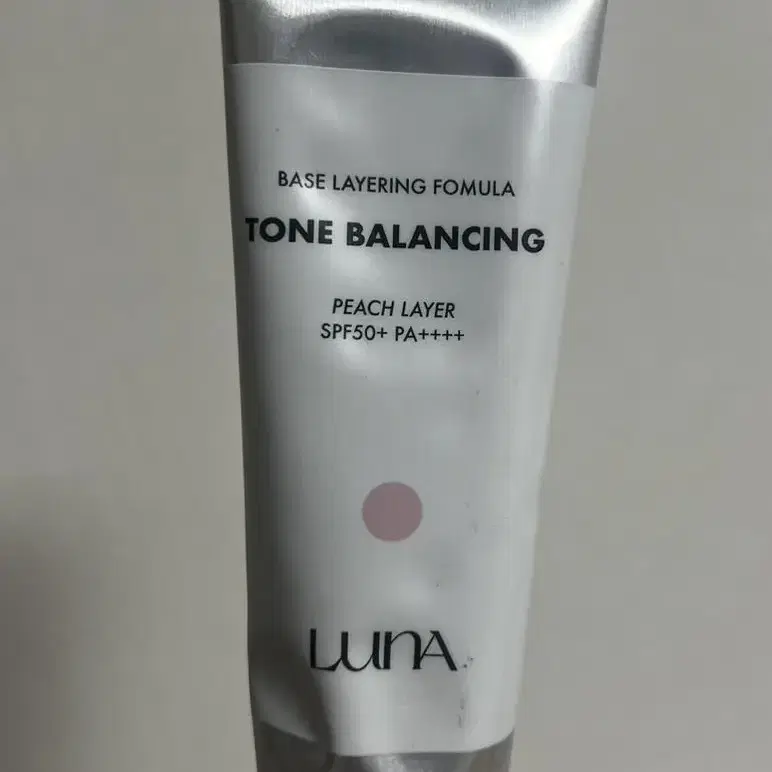 BASE LAYERING FOMULA
TONE BALANCING
PEACH LAYER
SPF50+ PA++++
LUNA